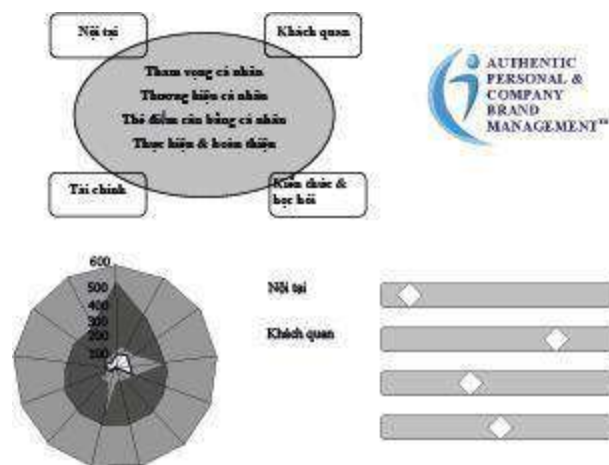 Nội tại
Khách quan
Tham vọng cá nhân
Thương hiệu cá nhân
Thẻ điểm cân bằng cá nhân
Thực hiện & hoàn thiện
Tài chính
Kiến thức &
học hỏi
AUTHENTIC
PERSONAL &
COMPANY
BRAND
MANAGEMENT™
600
500
400
300
200
100
Nội tại
Khách quan